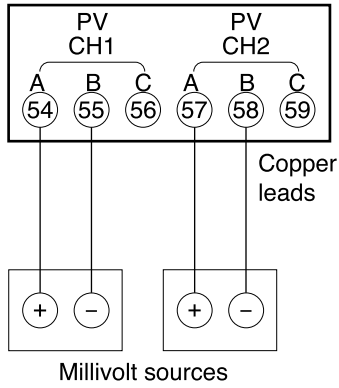 PV PV
CH1 CH2
A B C A B C
54 55 56 57 58 59
Copper
leads
+ − + −
Millivolt sources